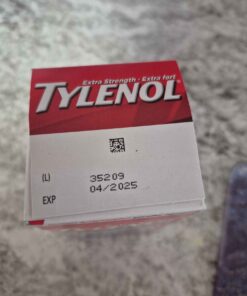 Extra Strength · Extra fort
TYLENOL
(L) 35209
EXP 04/2025